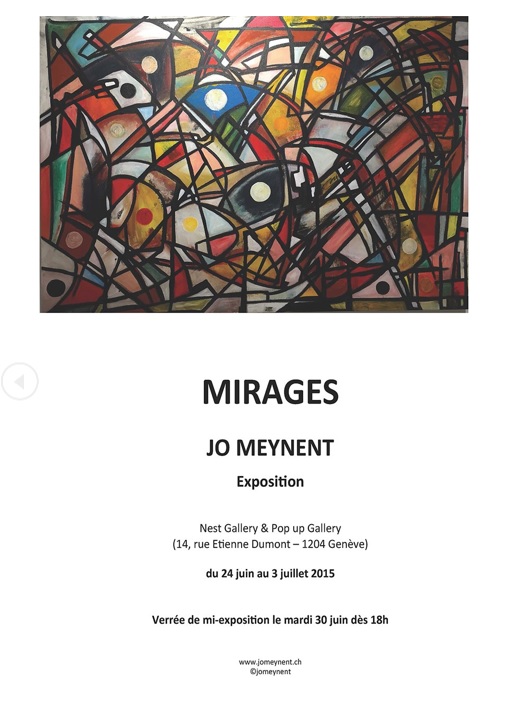 MIRAGES
JO MEYNENT
Exposition
Nest Gallery & Pop up Gallery
(14, rue Etienne Dumont – 1204 Genève)
du 24 juin au 3 juillet 2015
Verrée de mi-exposition le mardi 30 juin dès 18h
www.jomeynent.ch
©jomeynent